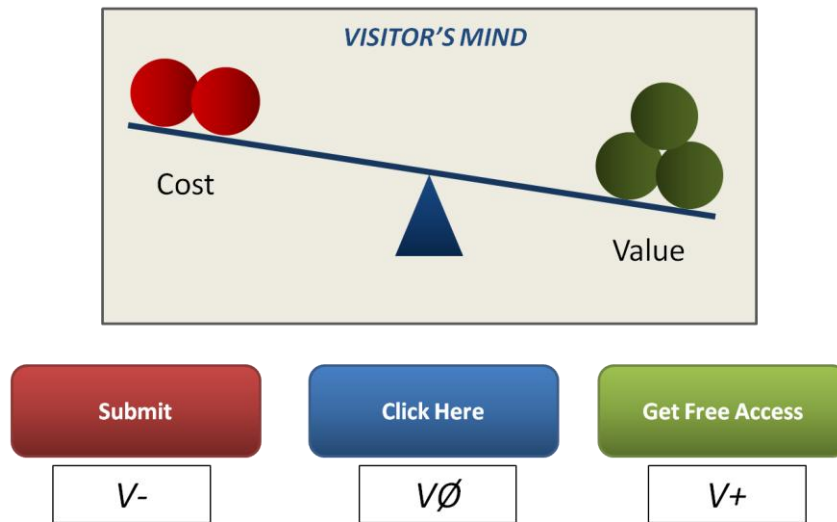 VISITOR'S MIND
Cost
Value
Submit
Click Here
Get Free Access
V-
VØ
V+